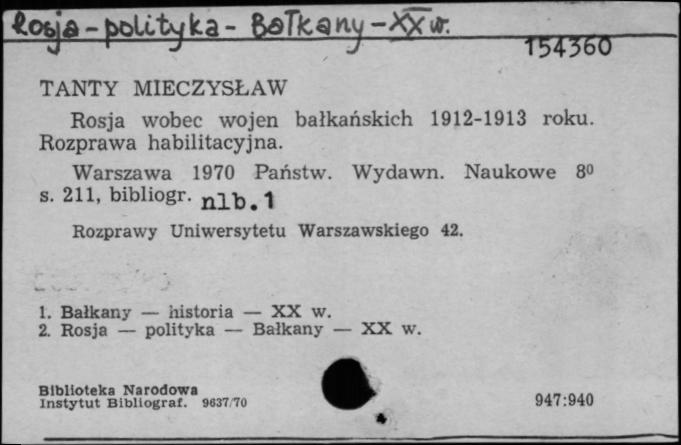 Rosja - polityka - Bałkany - XX w.
154360
TANTY MIECZYSŁAW
Rosja wobec wojen bałkańskich 1912-1913 roku.
Rozprawa habilitacyjna.
Warszawa 1970 Państw. Wydawn. Naukowe 8⁰
s. 211, bibliogr. nlb. 1
Rozprawy Uniwersytetu Warszawskiego 42.
1. Bałkany — historia — XX w.
2. Rosja — polityka — Bałkany — XX w.
Biblioteka Narodowa
Instytut Bibliograf. 9637/70
947:940